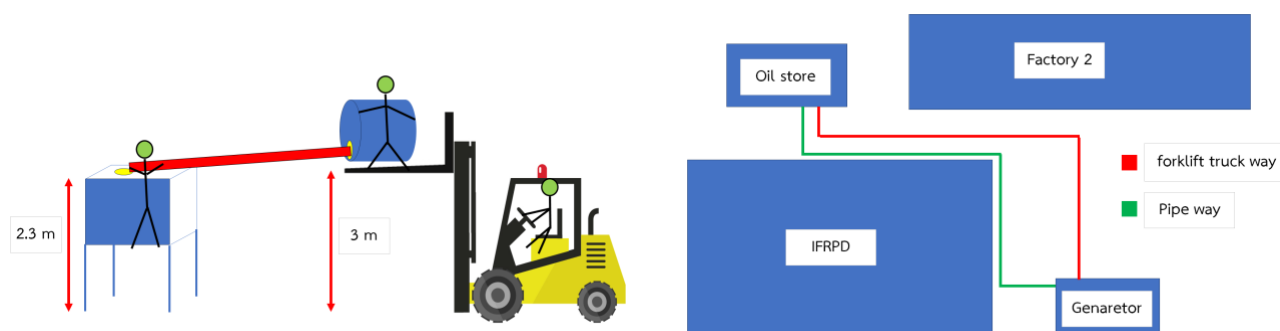 2.3 m
3 m
Oil store
Factory 2
IFRPD
Genaretor
forklift truck way
Pipe way